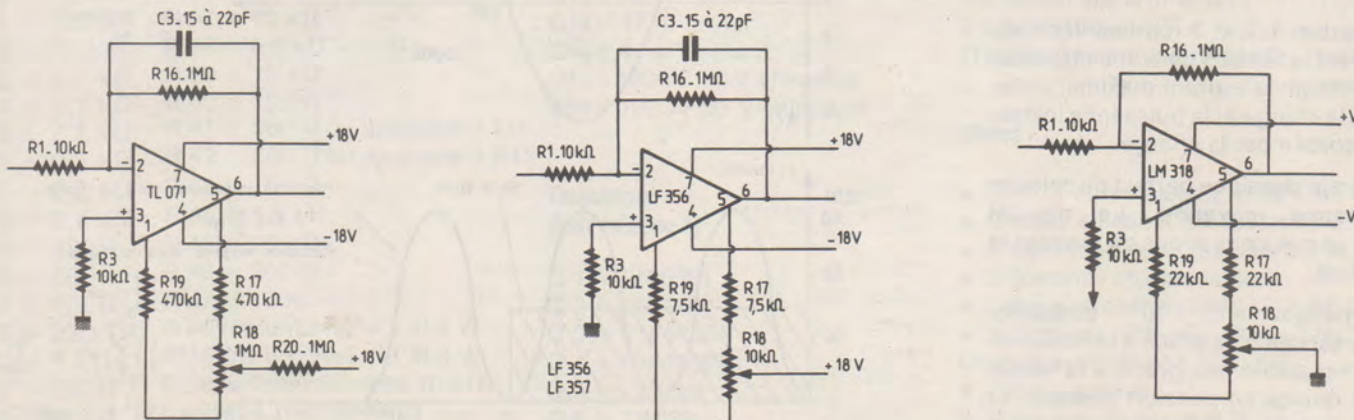 C3_15 à 22pF
R16_1MΩ
R1_10kΩ
+18V
- 2
7
TL 071
6
5
+
3
1
4
-18V
R3
10kΩ
R19
470kΩ
R17
470kΩ
R18
1MΩ
R20_1MΩ
+18V
C3_15 à 22pF
R16_1MΩ
R1_10kΩ
+18V
- 2
7
LF 356
6
5
+
3
1
4
-18V
R3
10kΩ
R19
7,5kΩ
R17
7,5kΩ
R18
10kΩ
+18V
LF 356
LF 357
R16_1MΩ
R1_10kΩ
+V
- 2
7
LM 318
6
5
+
3
1
4
-V
R3
10kΩ
R19
22kΩ
R17
22kΩ
R18
10kΩ